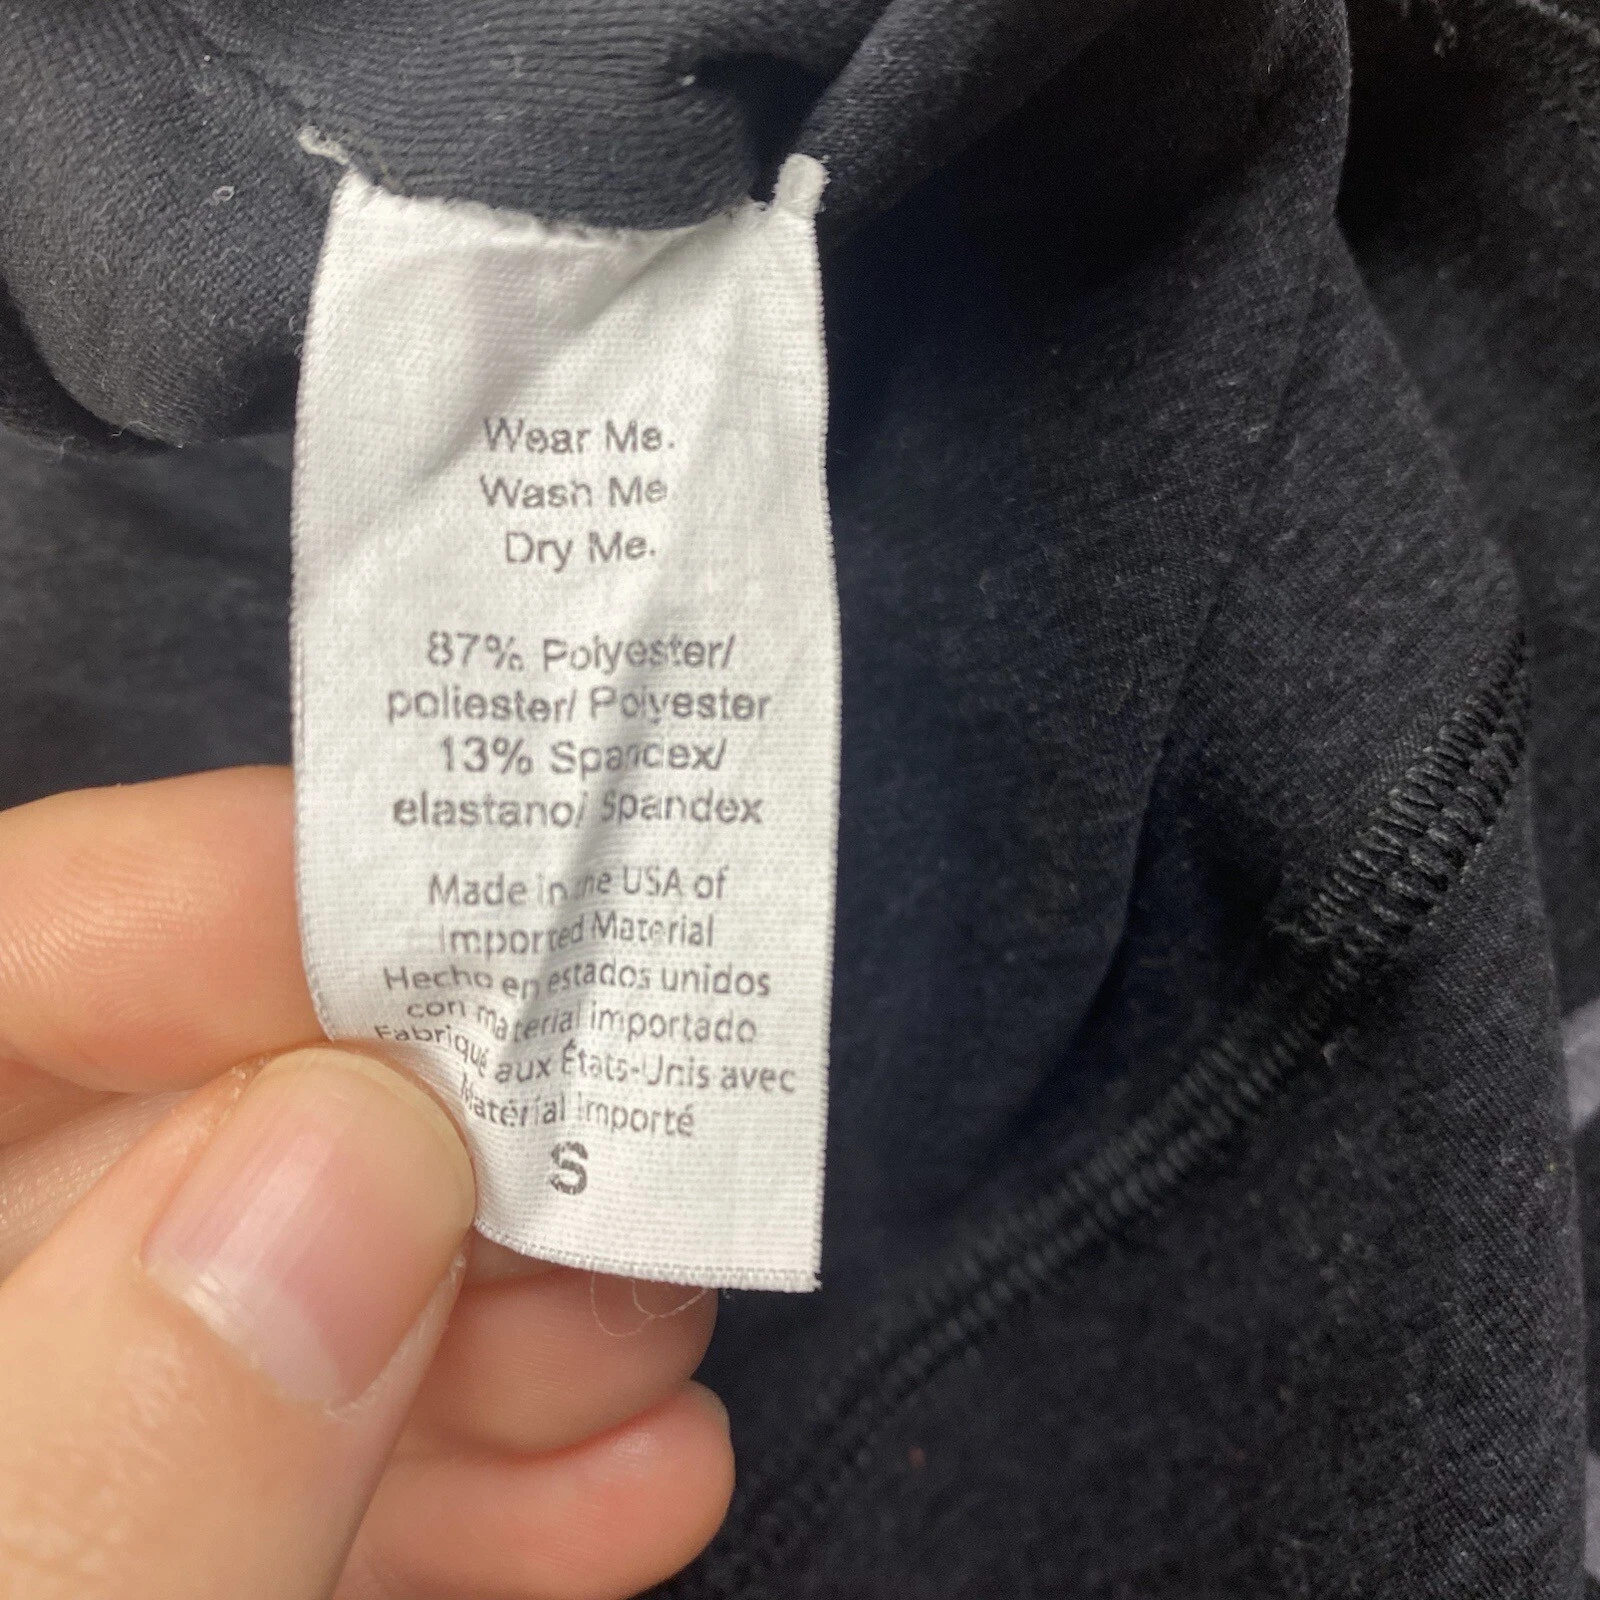 Wear Me.
Wash Me
Dry Me.
87% Polyester/
poliester/ Polyester
13% Spandex/
elastano/ Spandex
Made in the USA of
Imported Material
Hecho en estados unidos
con material importado
Fabriqué aux États-Unis avec
Matérial Importé
S